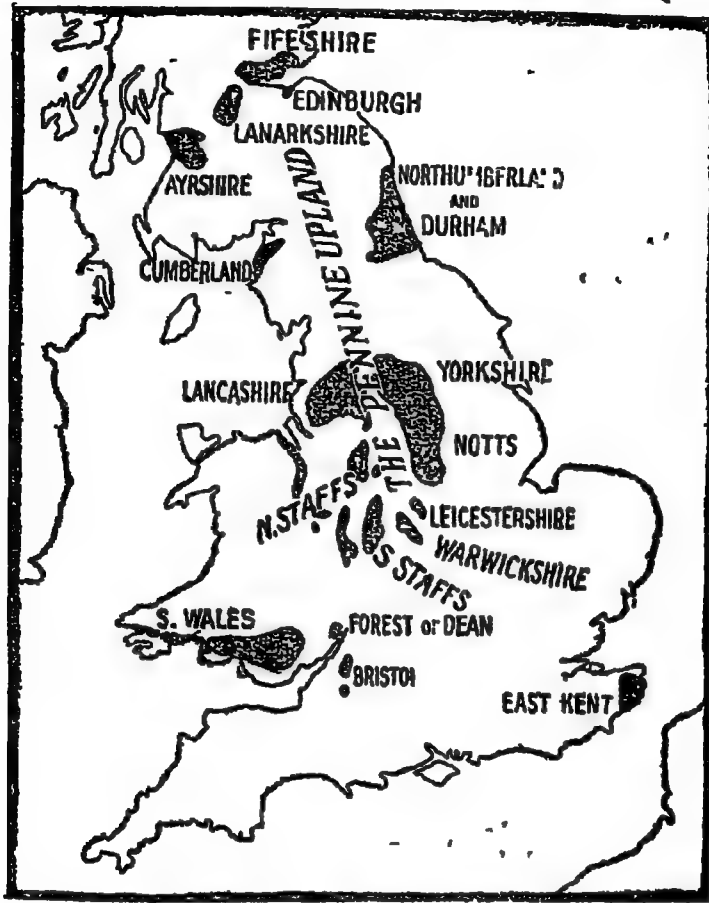 FIFESHIRE
EDINBURGH
LANARKSHIRE
AYRSHIRE
NORTHUMBERLAND
AND
DURHAM
CUMBERLAND
THE PENNINE UPLAND
LANCASHIRE
YORKSHIRE
NOTTS
N. STAFFS
LEICESTERSHIRE
WARWICKSHIRE
S STAFFS
S. WALES
FOREST OF DEAN
BRISTOL
EAST KENT